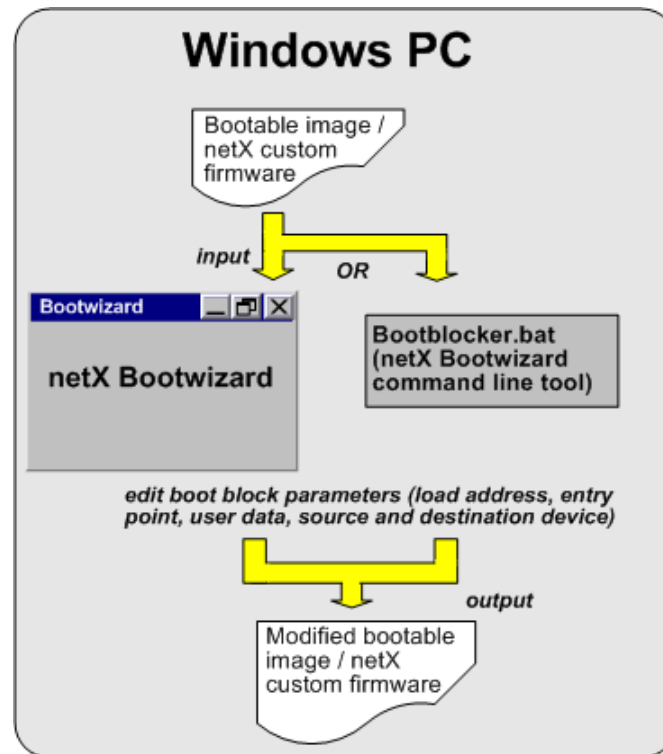 Windows PC
Bootable image /
netX custom
firmware
input
OR
Bootwizard
netX Bootwizard
Bootblocker.bat
(netX Bootwizard
command line tool)
edit boot block parameters (load address, entry
point, user data, source and destination device)
output
Modified bootable
image / netX
custom firmware